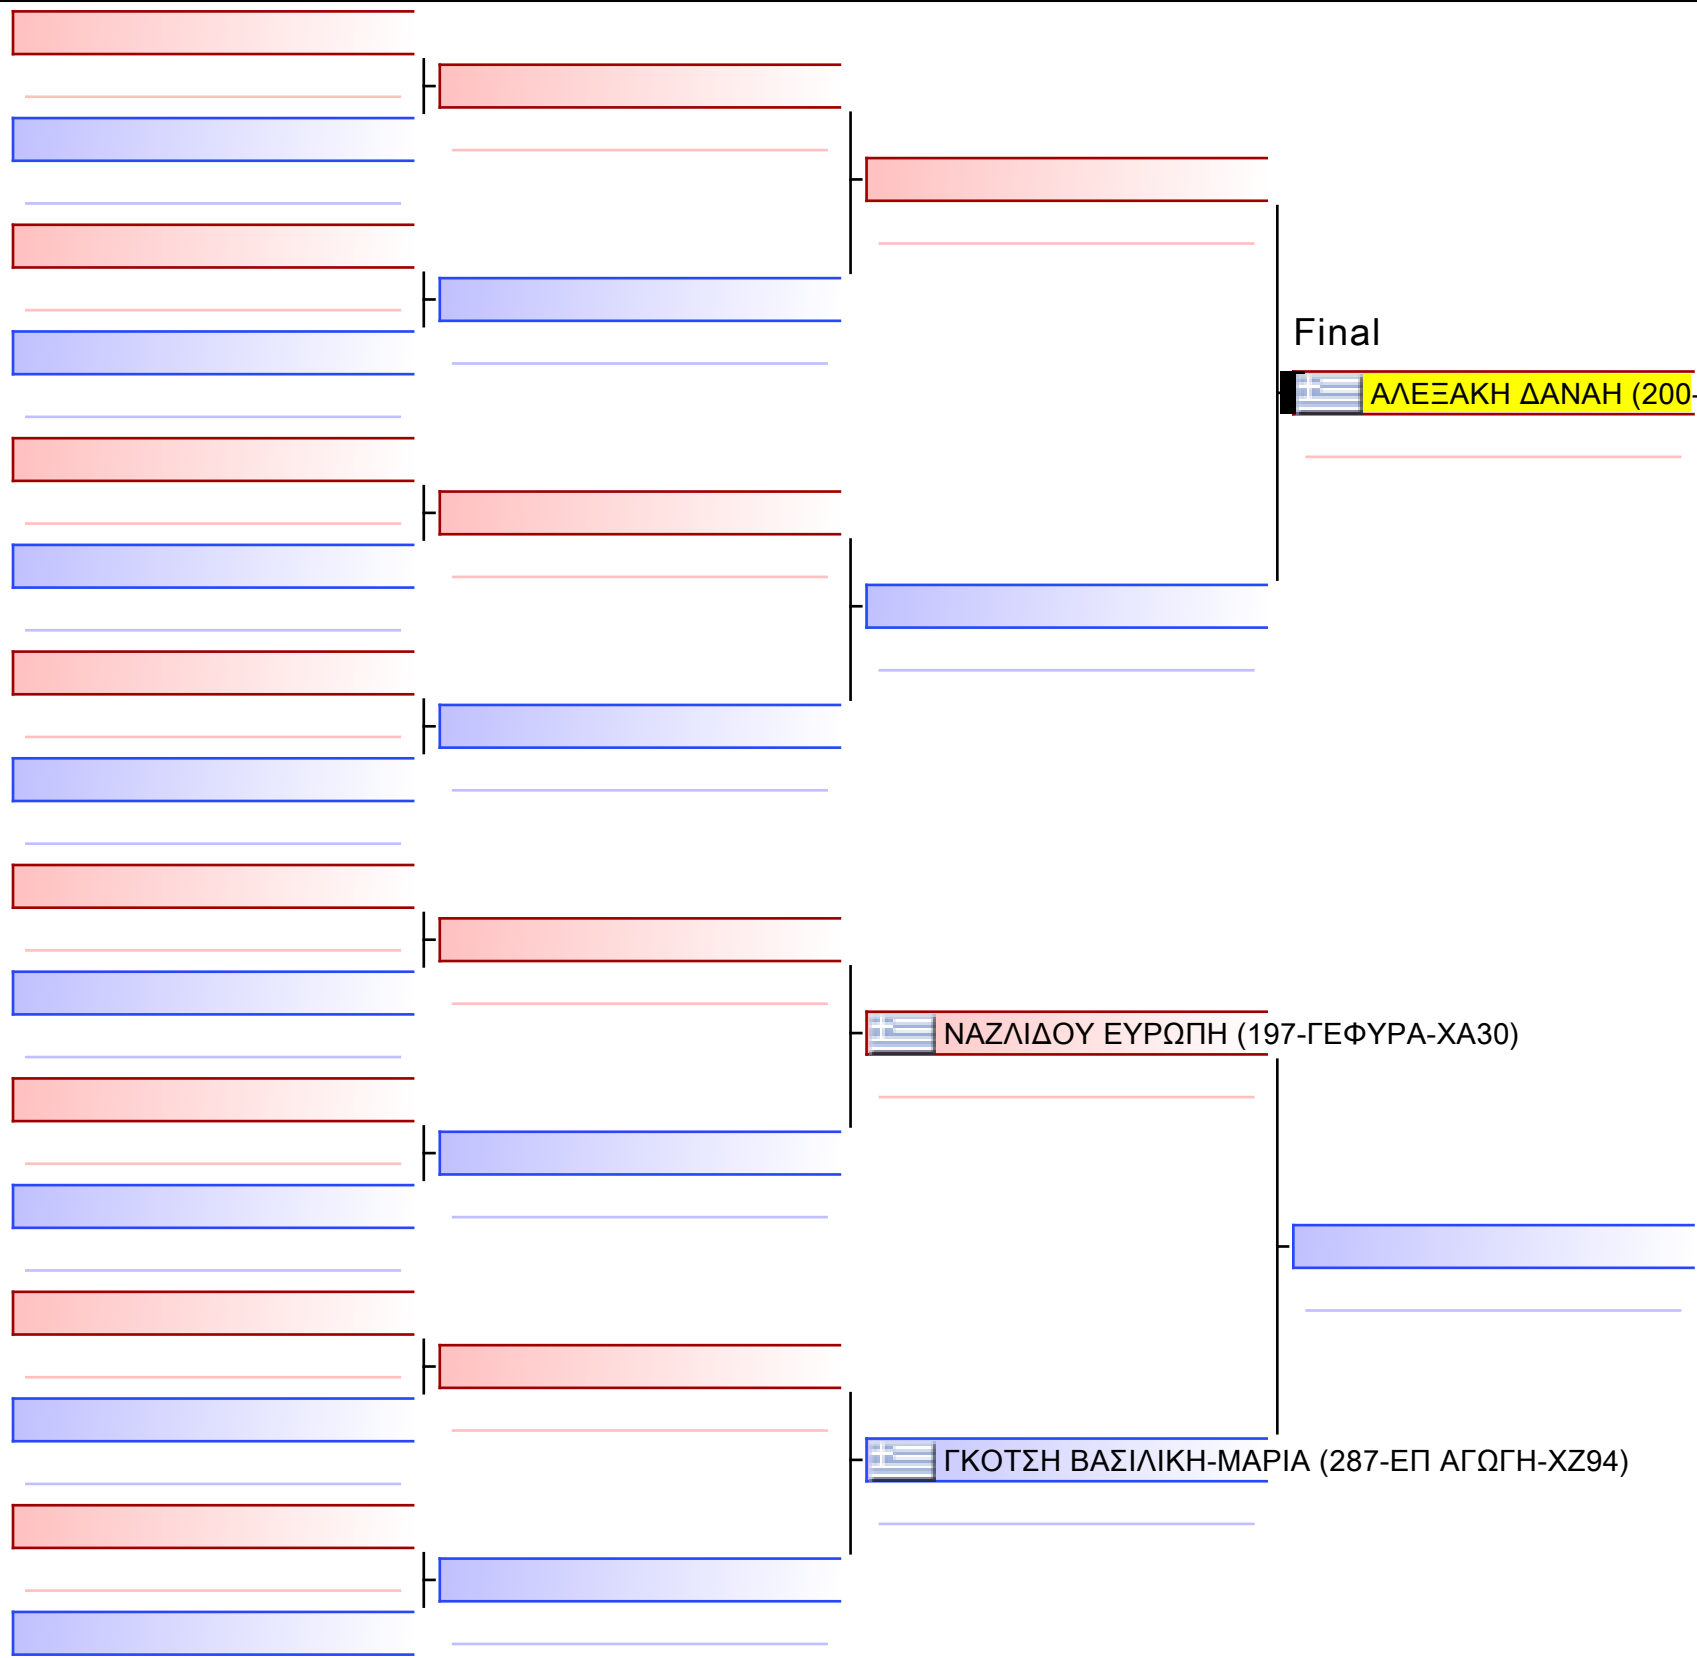 Final
ΑΛΕΞΑΚΗ ΔΑΝΑΗ (200-
ΝΑΖΛΙΔΟΥ ΕΥΡΩΠΗ (197-ΓΕΦΥΡΑ-ΧΑ30)
ΓΚΟΤΣΗ ΒΑΣΙΛΙΚΗ-ΜΑΡΙΑ (287-ΕΠ ΑΓΩΓΗ-ΧΖ94)